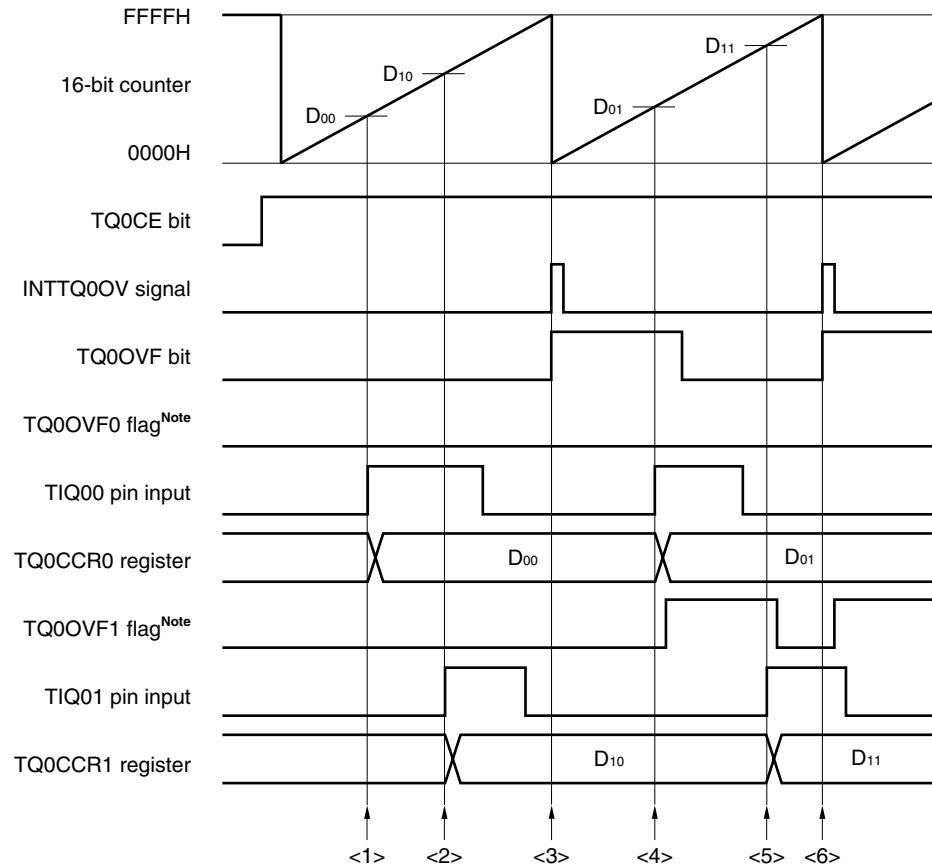 FFFFH
D11
D10
16-bit counter
D00
D01
0000H
TQ0CE bit
INTTQ0OV signal
TQ0OVF bit
TQ0OVF0 flagNote
TIQ00 pin input
TQ0CCR0 register
D00
D01
TQ0OVF1 flagNote
TIQ01 pin input
TQ0CCR1 register
D10
D11
<1> <2> <3> <4> <5> <6>